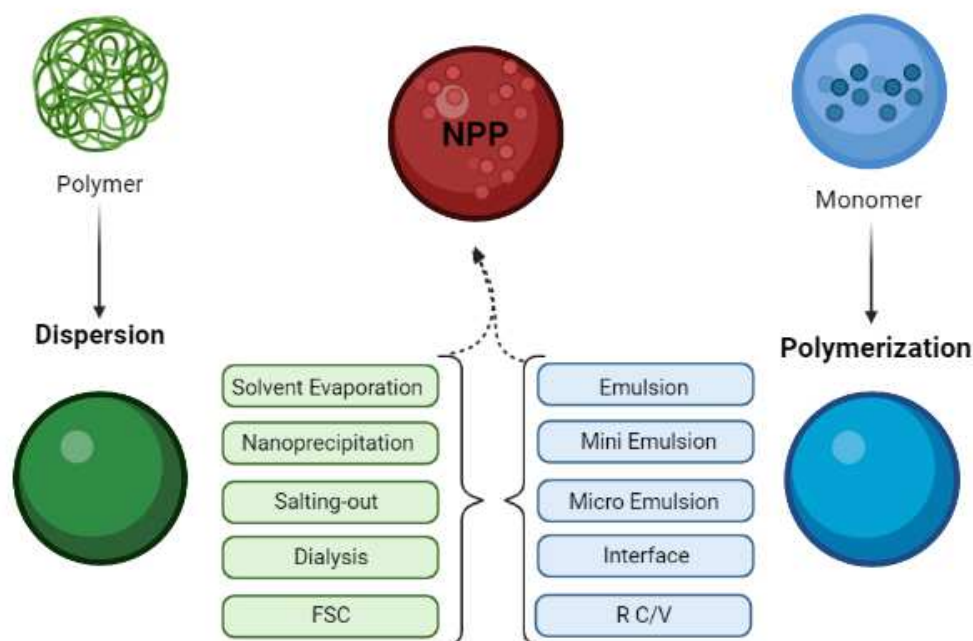 NPP
Polymer
Monomer
Dispersion
Polymerization
Solvent Evaporation
Nanoprecipitation
Salting-out
Dialysis
FSC
Emulsion
Mini Emulsion
Micro Emulsion
Interface
R C/V